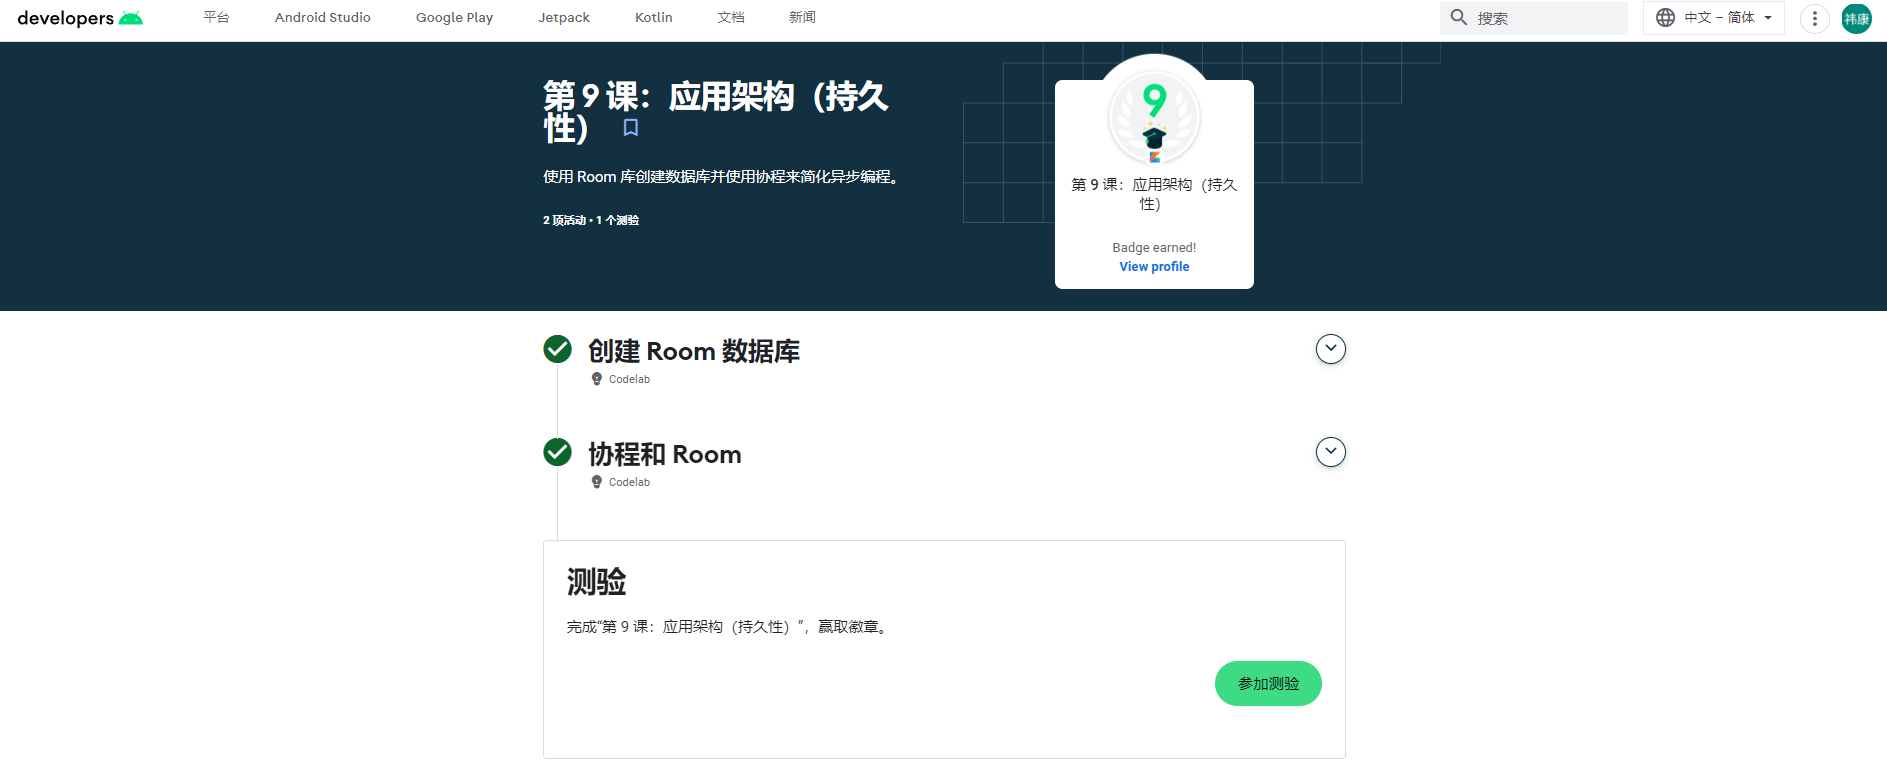 developers
平台
Android Studio
Google Play
Jetpack
Kotlin
文档
新闻
搜索
中文 – 简体
祎康
第 9 课：应用架构（持久
性）
使用 Room 库创建数据库并使用协程来简化异步编程。
2 项活动 • 1 个测验
9
第 9 课：应用架构（持久
性）
Badge earned!
View profile
创建 Room 数据库
Codelab
协程和 Room
Codelab
测验
完成“第 9 课：应用架构（持久性）”，赢取徽章。
参加测验